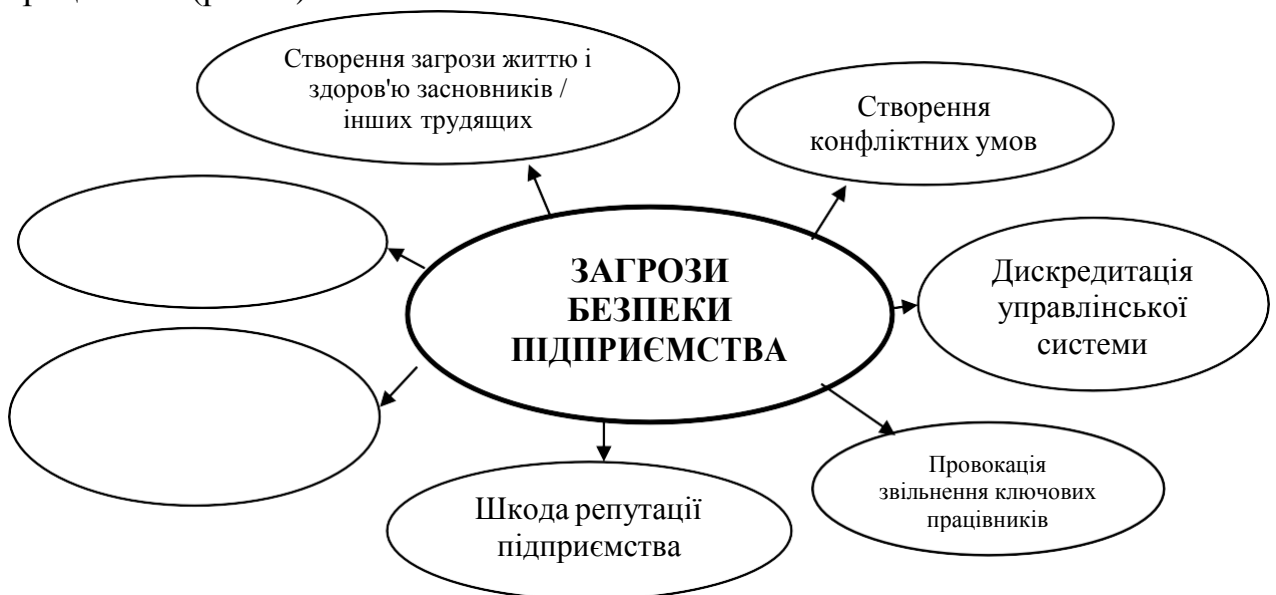 Створення загрози життю і
здоров'ю засновників /
інших трудящих
Створення
конфліктних умов
ЗАГРОЗИ
БЕЗПЕКИ
ПІДПРИЄМСТВА
Дискредитація
управлінської
системи
Провокація
звільнення ключових
працівників
Шкода репутації
підприємства